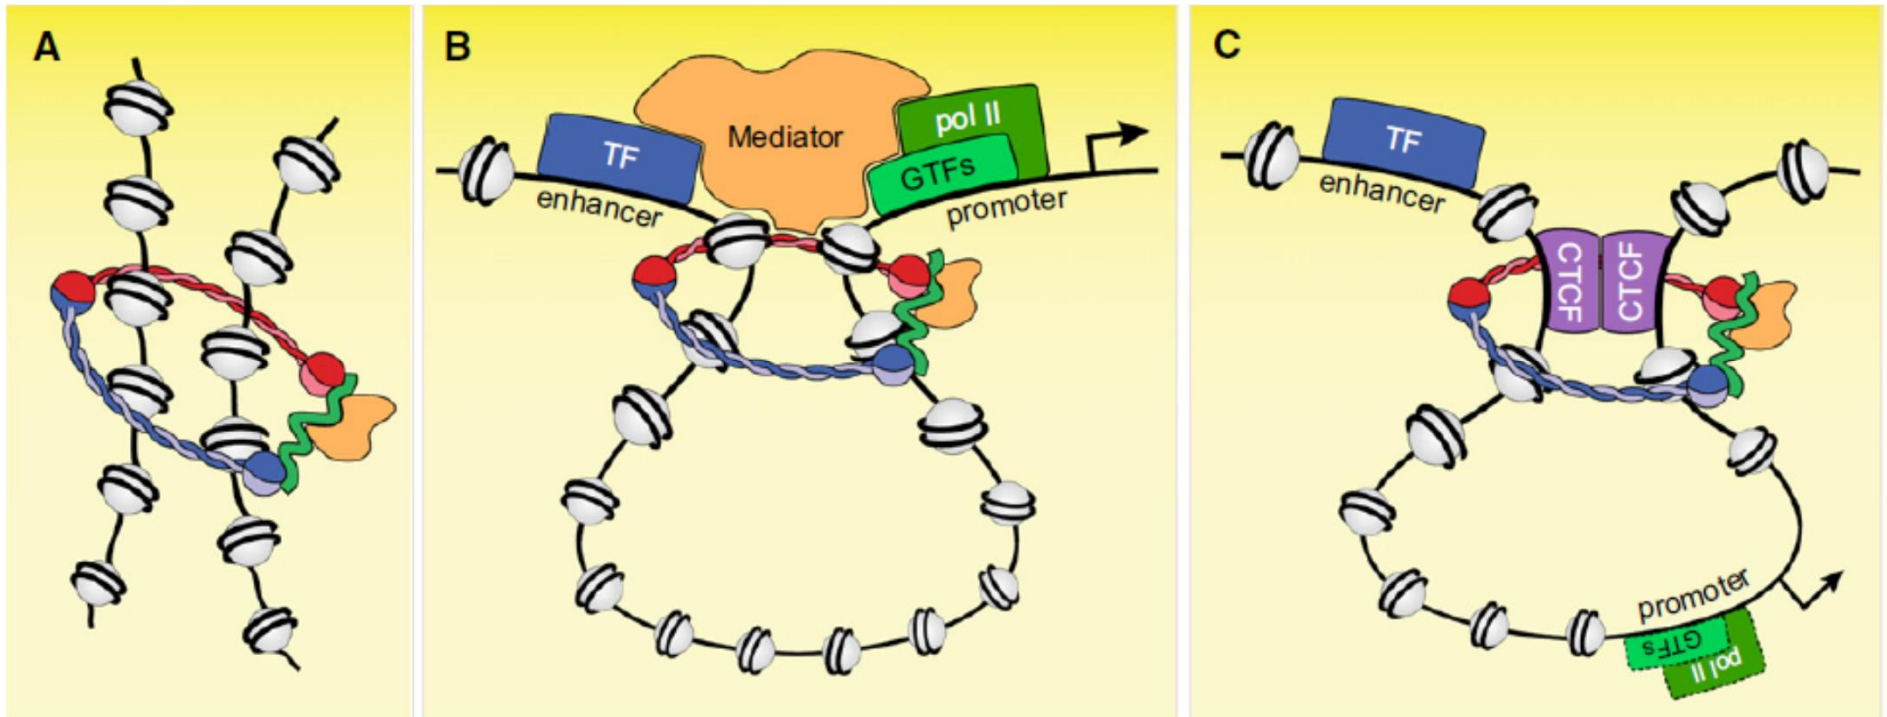 A
B
C
Mediator
TF
pol II
GTFs
enhancer
promoter
TF
enhancer
CTCF
CTCF
promoter
GTFs
pol II